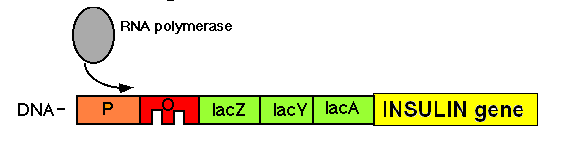 RNA polymerase
DNA- P O lacZ lacY lacA INSULIN gene